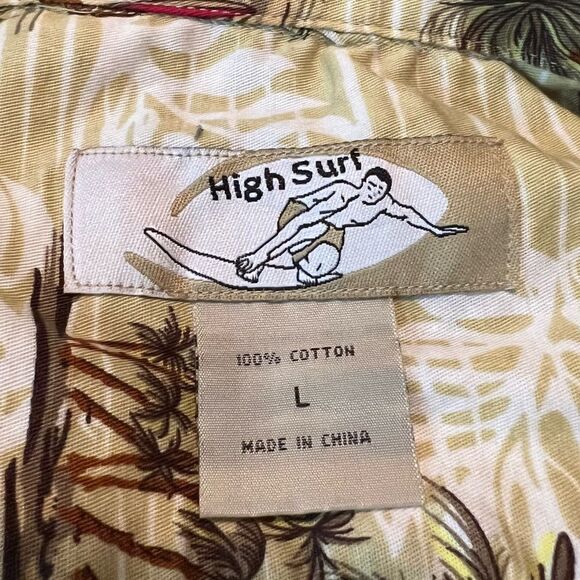 High Surf
100% COTTON
L
MADE IN CHINA